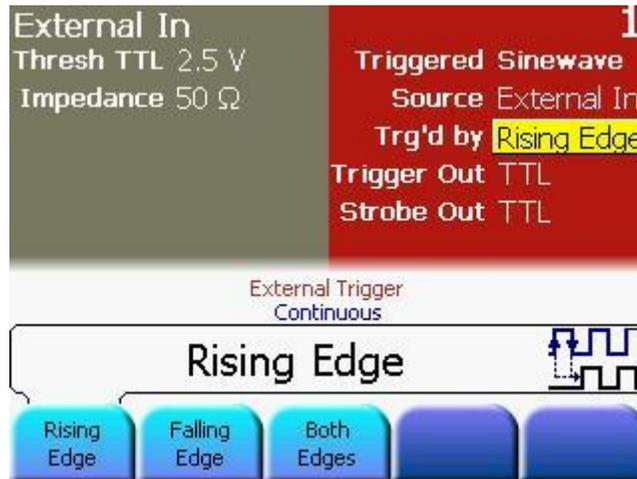 External In
Thresh TTL 2.5 V
Impedance 50 Ω
1
Triggered Sinewave
Source External In
Trg'd by Rising Edge
Trigger Out TTL
Strobe Out TTL
External Trigger
Continuous
Rising Edge
Rising Edge
Falling Edge
Both Edges